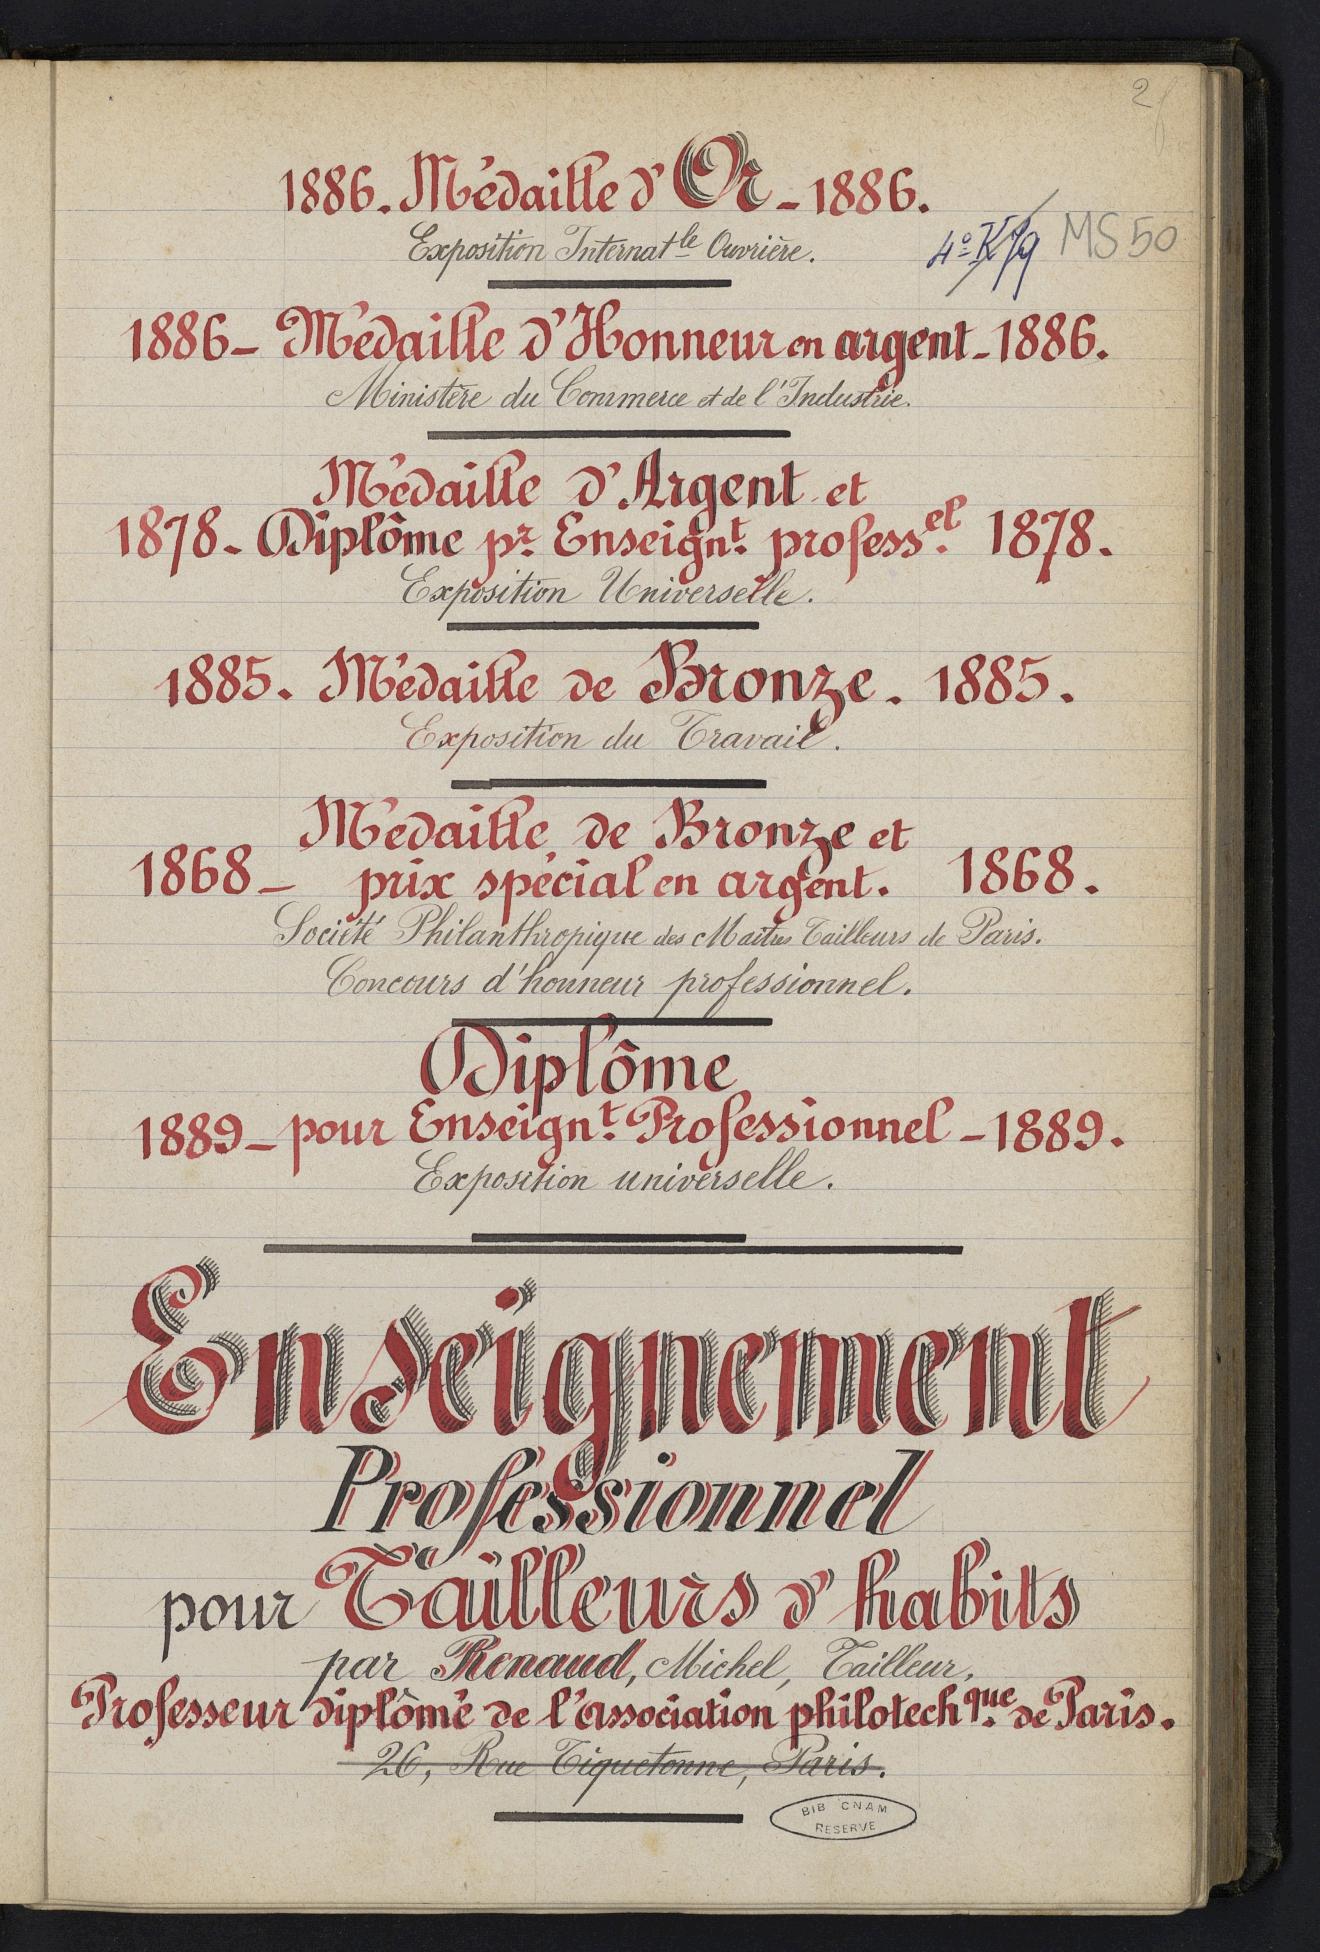 2
1886. Médaille d'Or - 1886.
Exposition Internatle Ouvrière.
4º K 79 MS 50
1886 - Médaille d'Honneur en argent - 1886.
Ministère du Commerce et de l'Industrie.
Médaille d'Argent et
1878. Diplôme pr Enseignt. professel. 1878.
Exposition Universelle.
1885. Médaille de Bronze. 1885.
Exposition du Travail.
Médaille de Bronze et
1868 - prix spécial en argent. 1868.
Société Philanthropique des Maîtres Tailleurs de Paris.
Concours d'honneur professionnel.
Diplôme
1889 - pour Enseignt. Professionnel - 1889.
Exposition universelle.
Enseignement
Professionnel
pour Tailleurs d'habits
par Renaud, Michel, Tailleur,
Professeur diplômé de l'Association philotechque. de Paris.
26, Rue Tiquetonne, Paris.
BIB CNAM
RESERVE